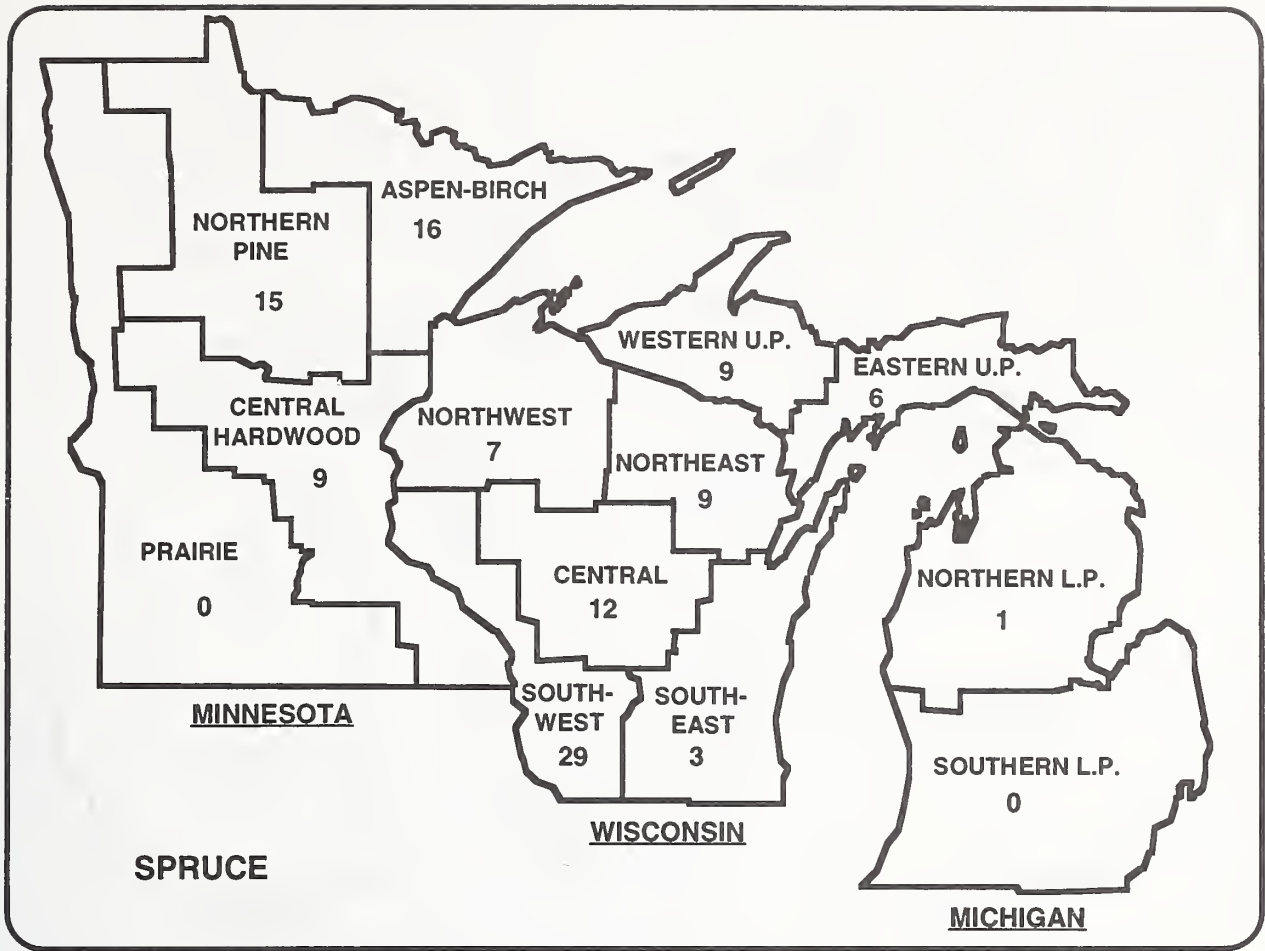 ASPEN-BIRCH
16
NORTHERN
PINE
15
WESTERN U.P.
9
EASTERN U.P.
6
CENTRAL
HARDWOOD
9
NORTHWEST
7
NORTHEAST
9
PRAIRIE
0
CENTRAL
12
NORTHERN L.P.
1
SOUTH-
WEST
29
SOUTH-
EAST
3
SOUTHERN L.P.
0
MINNESOTA
WISCONSIN
MICHIGAN
SPRUCE